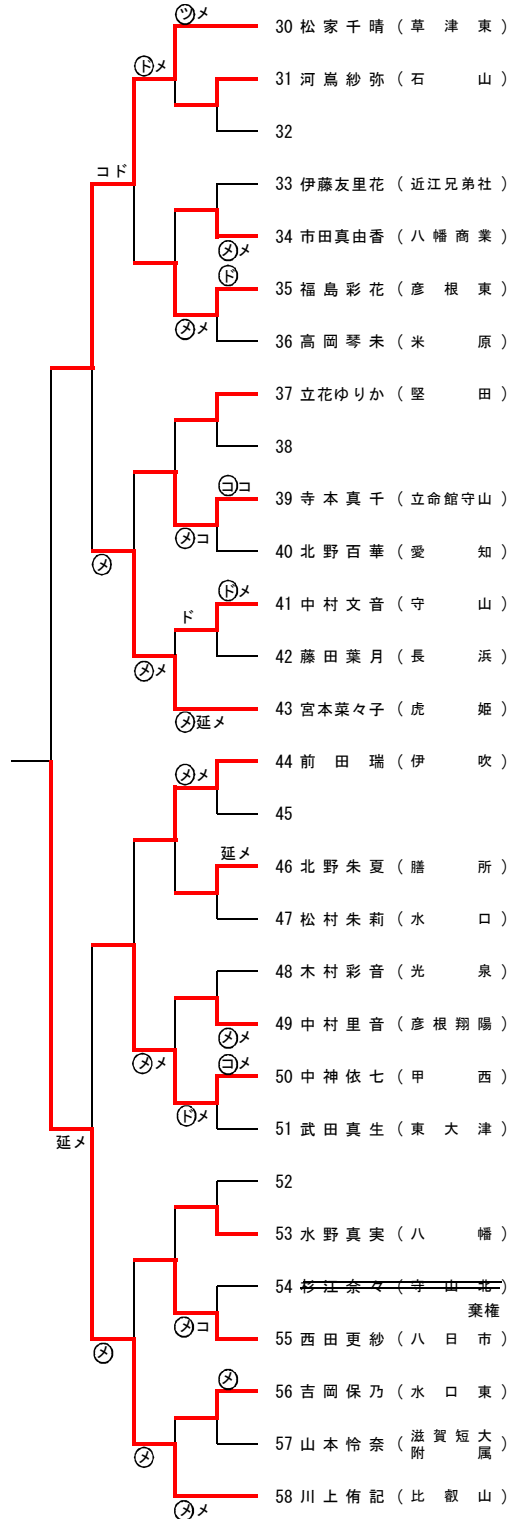 ツメ
30 松家千晴（草津東）
ドメ
31 河嶌紗弥（石山）
32
コド
33 伊藤友里花（近江兄弟社）
34 市田真由香（八幡商業）
メメ
ド
35 福島彩花（彦根東）
メメ
36 高岡琴未（米原）
37 立花ゆりか（堅田）
38
ココ
39 寺本真千（立命館守山）
メコ
40 北野百華（愛知）
メ
ドメ
41 中村文音（守山）
ド
42 藤田葉月（長浜）
メメ
43 宮本菜々子（虎姫）
メ延メ
44 前田瑞（伊吹）
メメ
45
延メ
46 北野朱夏（膳所）
47 松村朱莉（水口）
48 木村彩音（光泉）
49 中村里音（彦根翔陽）
メメ
メメ
コメ
50 中神依七（甲西）
ドメ
51 武田真生（東大津）
延メ
52
53 水野真実（八幡）
54 杉江奈々（守山北）
棄権
メコ
55 西田更紗（八日市）
メ
メ
56 吉岡保乃（水口東）
57 山本怜奈（滋賀短大附属）
メ
58 川上侑記（比叡山）
メメ